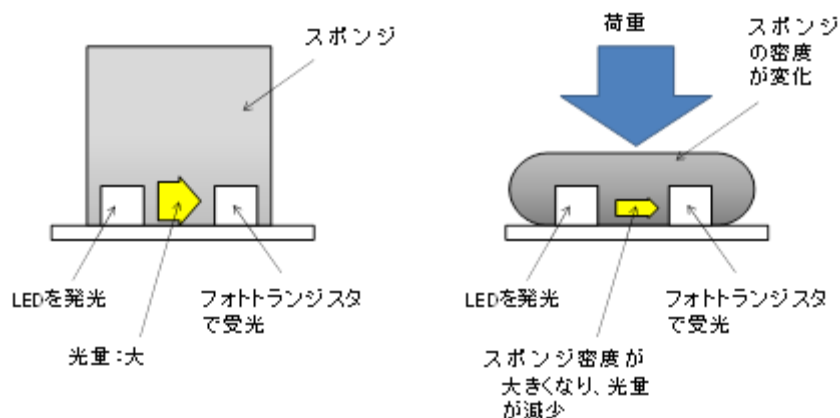 スポンジ
LEDを発光
フォトトランジスタ
で受光
光量:大
荷重
スポンジ
の密度
が変化
LEDを発光
フォトトランジスタ
で受光
スポンジ密度が
大きくなり、光量
が減少